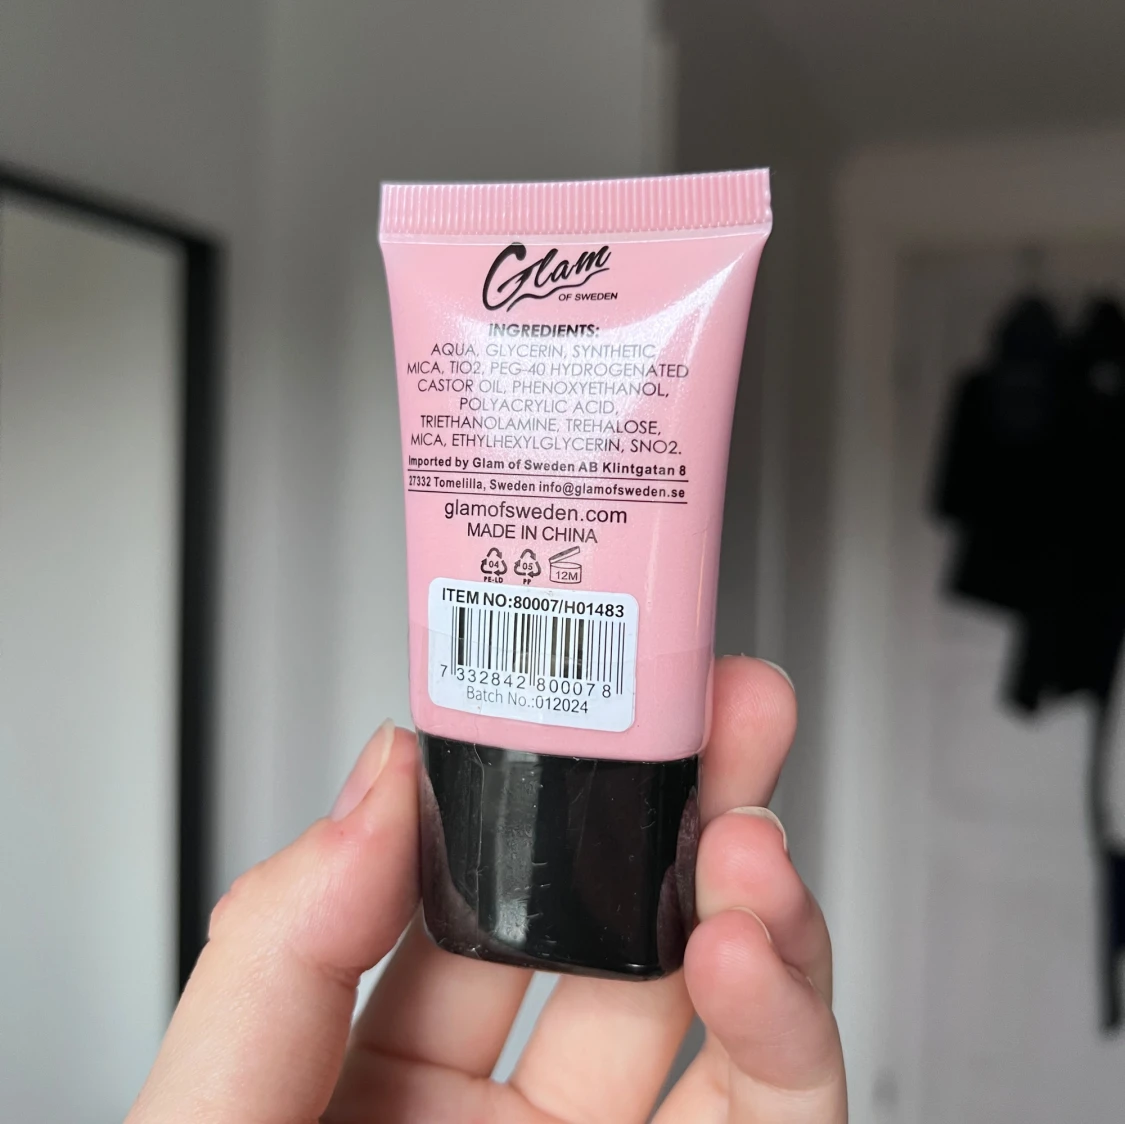 Glam
OF SWEDEN
INGREDIENTS:
AQUA, GLYCERIN, SYNTHETIC
MICA, TIO2, PEG-40 HYDROGENATED
CASTOR OIL, PHENOXYETHANOL,
POLYACRYLIC ACID,
TRIETHANOLAMINE, TREHALOSE,
MICA, ETHYLHEXYLGLYCERIN, SNO2.
Imported by Glam of Sweden AB Klintgatan 8
27332 Tomelilla, Sweden info@glamofsweden.se
glamofsweden.com
MADE IN CHINA
04 05 12M
PE-LD PP
ITEM NO:80007/H01483
7 332842 800078
Batch No.:012024